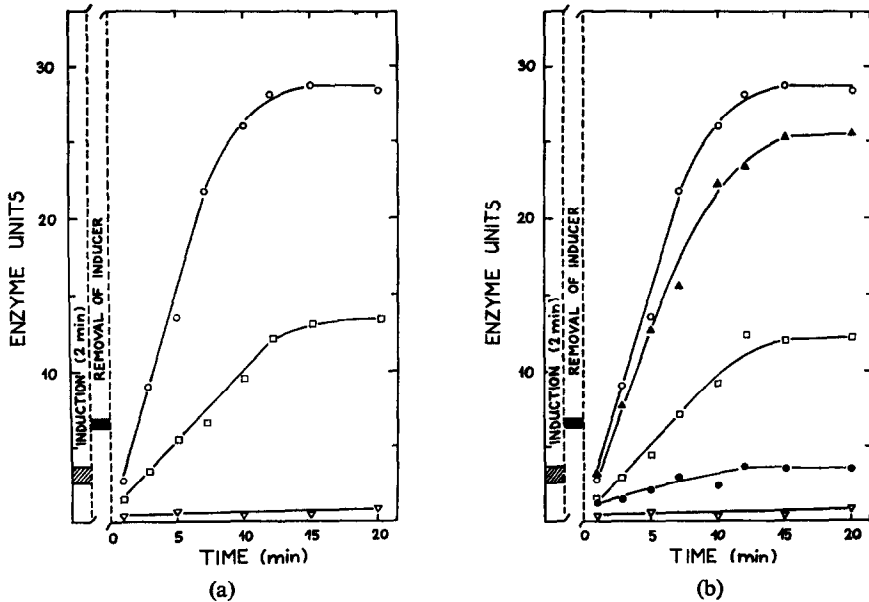 30
20
10
ENZYME UNITS
INDUCTION (2 min)
REMOVAL OF INDUCER
0 5 10 15 20
TIME (min)
(a)
30
20
10
ENZYME UNITS
INDUCTION (2 min)
REMOVAL OF INDUCER
0 5 10 15 20
TIME (min)
(b)